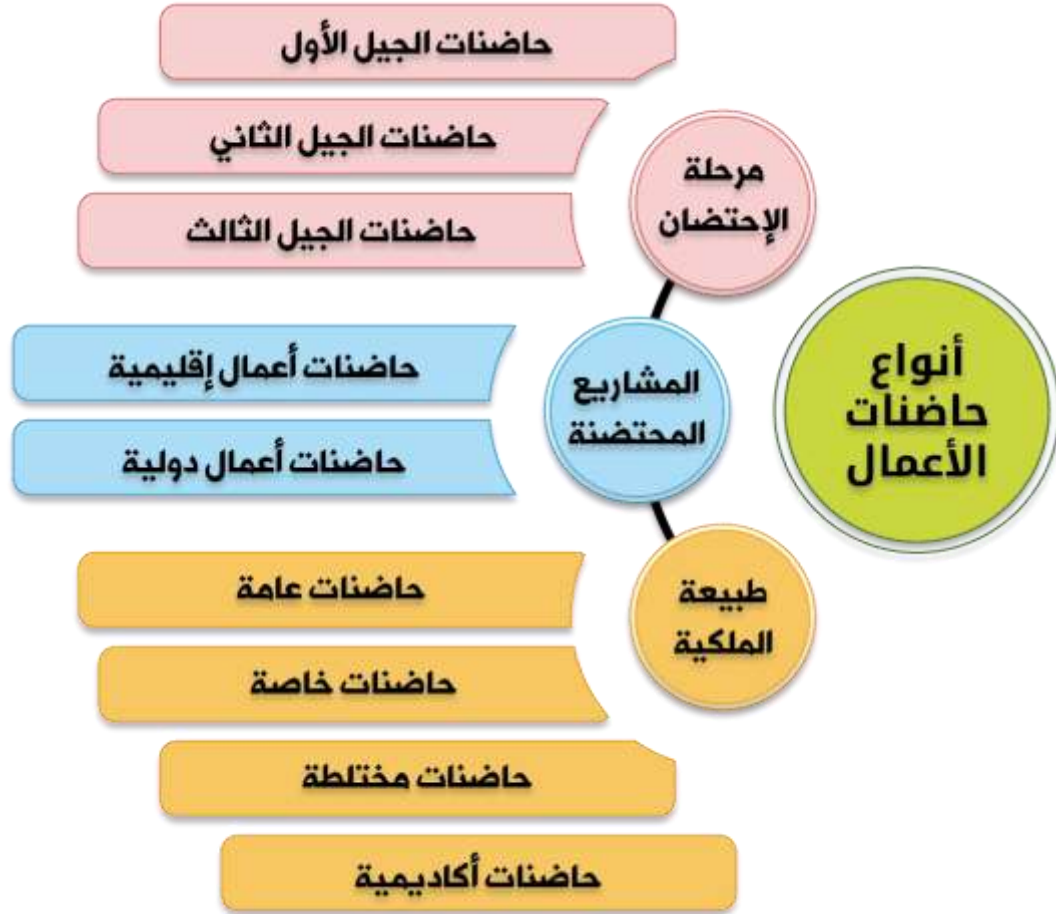 أنواع
حاضنات
الأعمال
مرحلة
الإحتضان
حاضنات الجيل الأول
حاضنات الجيل الثاني
حاضنات الجيل الثالث
المشاريع
المحتضنة
حاضنات أعمال إقليمية
حاضنات أعمال دولية
طبيعة
الملكية
حاضنات عامة
حاضنات خاصة
حاضنات مختلطة
حاضنات أكاديمية